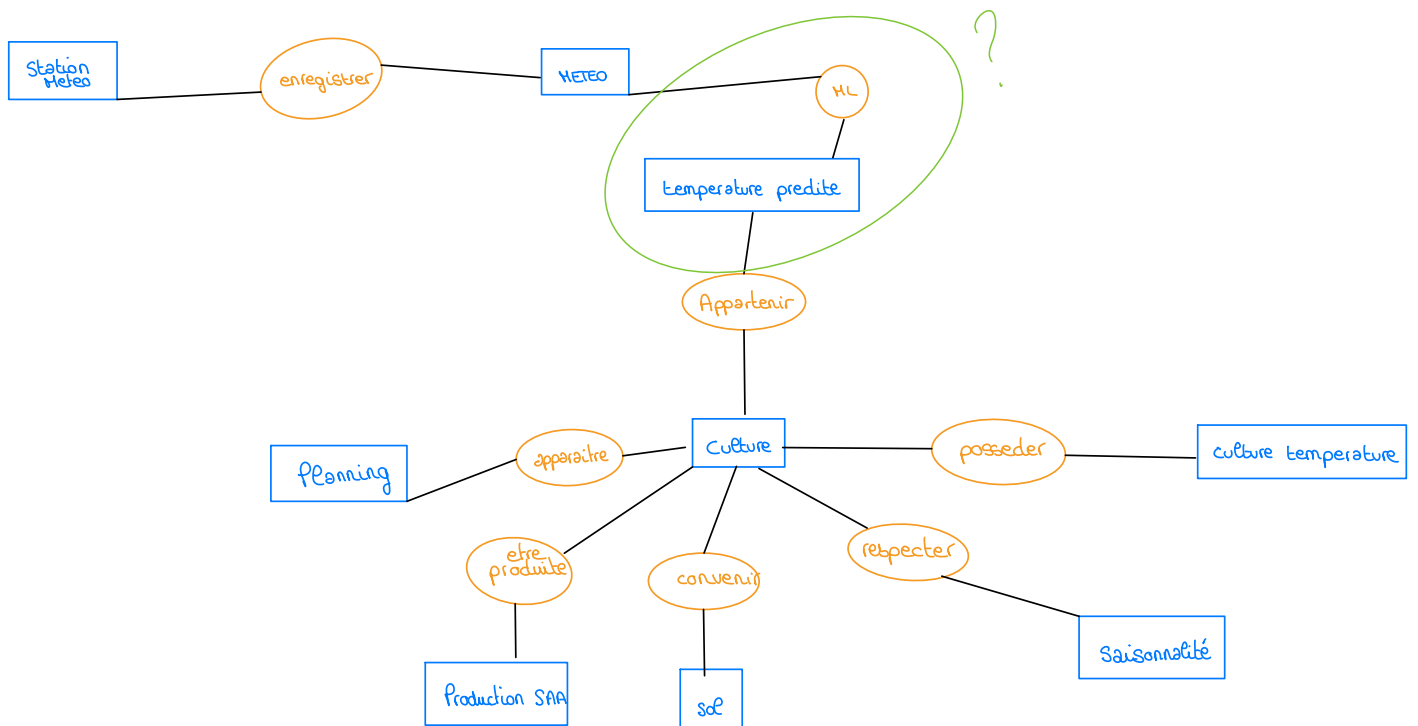 ?
Station
Meteo
enregistrer
METEO
ML
temperature predite
Appartenir
Planning
apparaitre
Culture
posseder
culture temperature
etre
produite
convenir
respecter
Production SAA
Sol
Saisonnalité